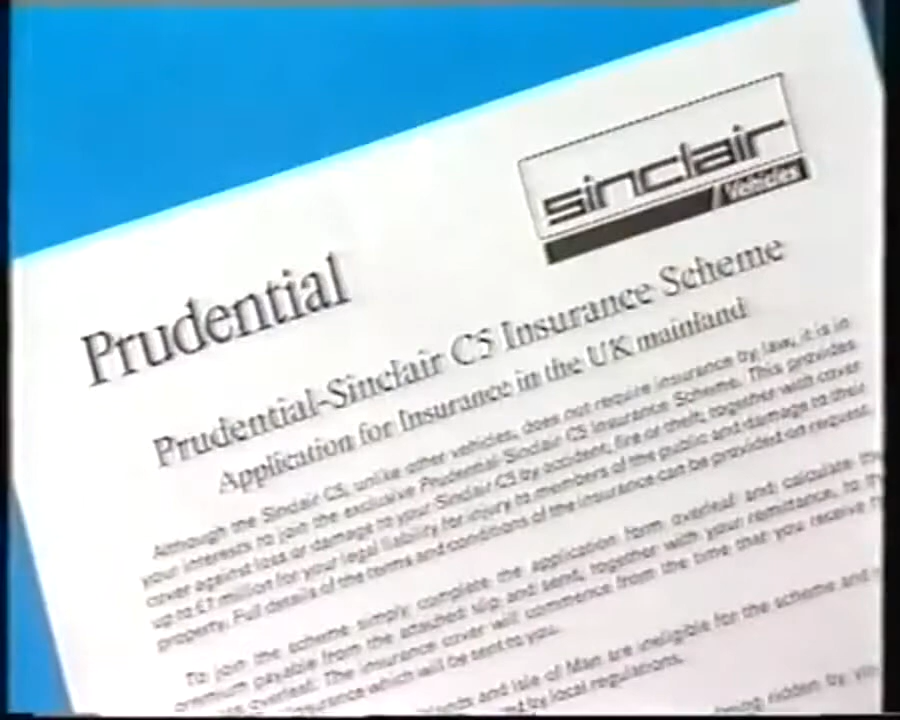 sinclair
Vehicles
Prudential
Prudential-Sinclair C5 Insurance Scheme
Application for Insurance in the UK mainland
Although the Sinclair C5, unlike other vehicles, does not require insurance by law, it is in
your interests to join the exclusive Prudential Sinclair C5 Insurance Scheme. This provides
cover against loss or damage to your Sinclair C5 by accident, fire or theft, together with cover
up to £1 million for your legal liability for injury to members of the public and damage to their
property. Full details of the terms and conditions of the insurance can be provided on request.
To join the scheme simply complete the application form overleaf and calculate the
premium payable from the attached slip and send, together with your remittance, to
overleaf. The insurance cover will commence from the time that you receive
insurance which will be sent to you.
and Isle of Man are ineligible for the scheme and
by local regulations.
being ridden by